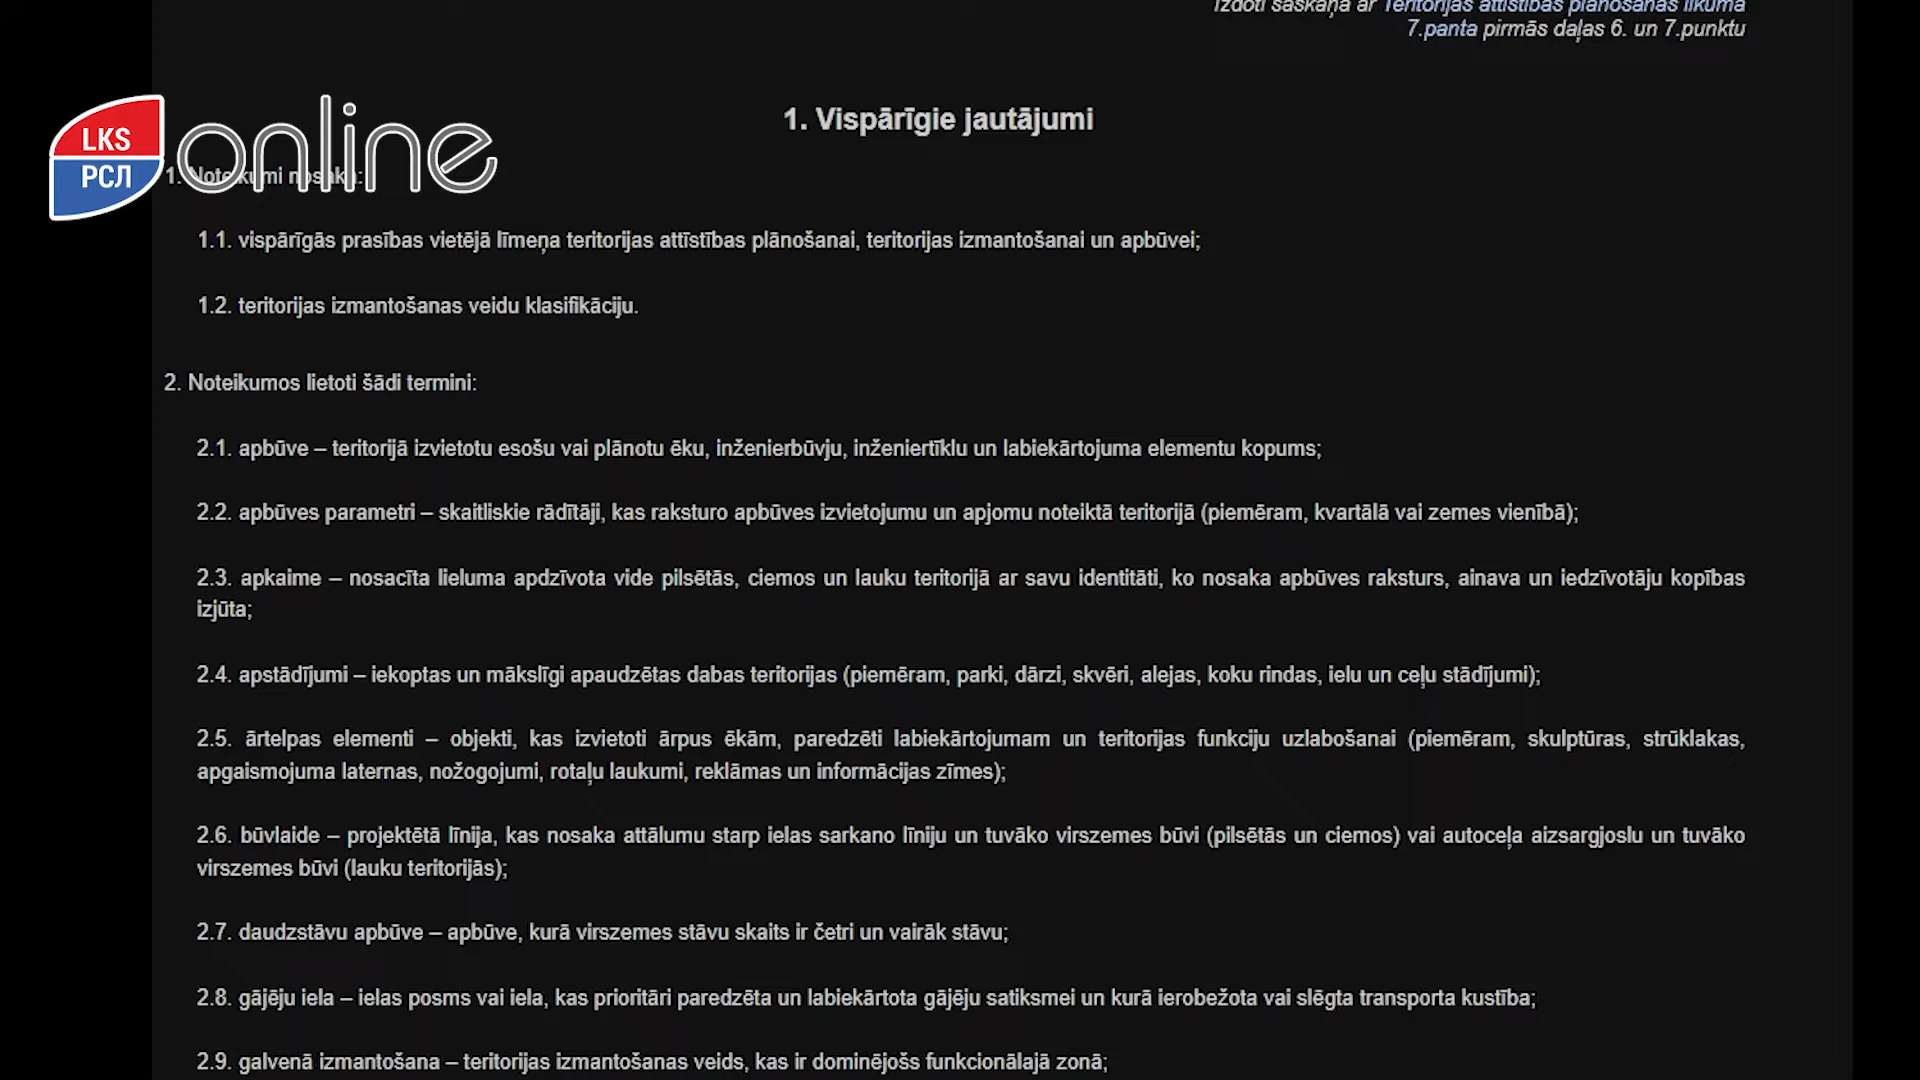 Izdoti saskaņā ar Teritorijas attīstības plānošanas likuma
7.panta pirmās daļas 6. un 7.punktu
LKS
РСЛ
online
1. Vispārīgie jautājumi
1. Noteikumi nosaka:
1.1. vispārīgās prasības vietējā līmeņa teritorijas attīstības plānošanai, teritorijas izmantošanai un apbūvei;
1.2. teritorijas izmantošanas veidu klasifikāciju.
2. Noteikumos lietoti šādi termini:
2.1. apbūve – teritorijā izvietotu esošu vai plānotu ēku, inženierbūvju, inženiertīklu un labiekārtojuma elementu kopums;
2.2. apbūves parametri – skaitliskie rādītāji, kas raksturo apbūves izvietojumu un apjomu noteiktā teritorijā (piemēram, kvartālā vai zemes vienībā);
2.3. apkaime – nosacīta lieluma apdzīvota vide pilsētās, ciemos un lauku teritorijā ar savu identitāti, ko nosaka apbūves raksturs, ainava un iedzīvotāju kopības
izjūta;
2.4. apstādījumi – iekoptas un mākslīgi apaudzētas dabas teritorijas (piemēram, parki, dārzi, skvēri, alejas, koku rindas, ielu un ceļu stādījumi);
2.5. ārtelpas elementi – objekti, kas izvietoti ārpus ēkām, paredzēti labiekārtojumam un teritorijas funkciju uzlabošanai (piemēram, skulptūras, strūklakas,
apgaismojuma laternas, nožogojumi, rotaļu laukumi, reklāmas un informācijas zīmes);
2.6. būvlaide – projektētā līnija, kas nosaka attālumu starp ielas sarkano līniju un tuvāko virszemes būvi (pilsētās un ciemos) vai autoceļa aizsargjoslu un tuvāko
virszemes būvi (lauku teritorijās);
2.7. daudzstāvu apbūve – apbūve, kurā virszemes stāvu skaits ir četri un vairāk stāvu;
2.8. gājēju iela – ielas posms vai iela, kas prioritāri paredzēta un labiekārtota gājēju satiksmei un kurā ierobežota vai slēgta transporta kustība;
2.9. galvenā izmantošana – teritorijas izmantošanas veids, kas ir dominējošs funkcionālajā zonā;